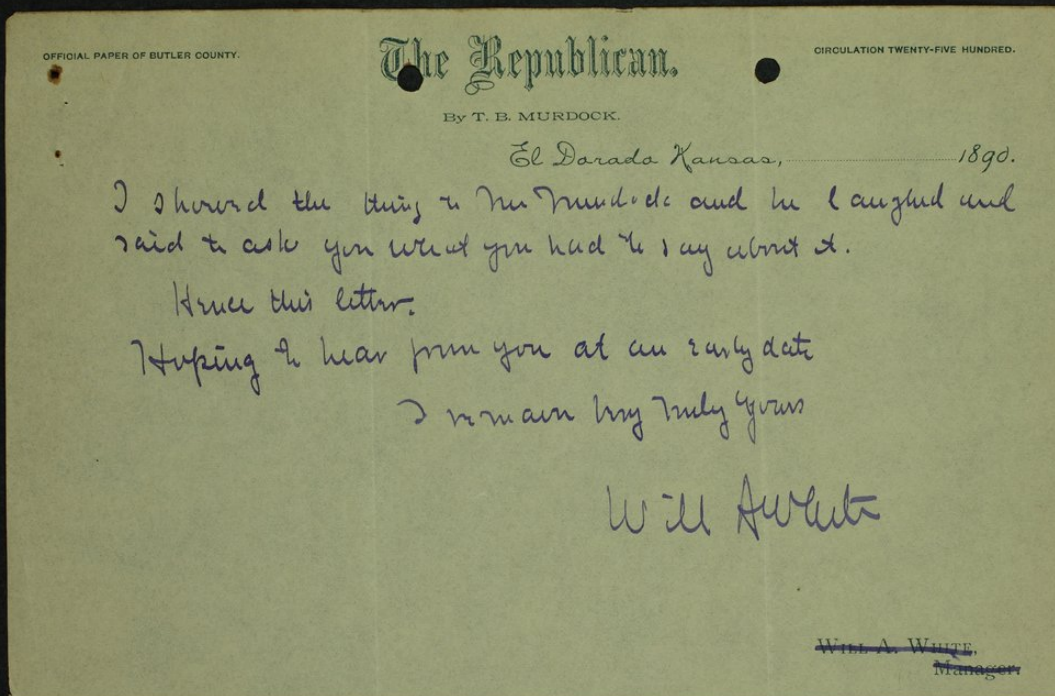 OFFICIAL PAPER OF BUTLER COUNTY.
The Republican.
CIRCULATION TWENTY-FIVE HUNDRED.
By T. B. MURDOCK.
El Dorado Kansas, 1890.
I showed the thing to Mr Murdock and he laughed and
said to ask you what you had to say about it.
Hence this letter.
Hoping to hear from you at an early date
I remain Very Truly Yours
Will A White
WILL A. WHITE,
Manager.